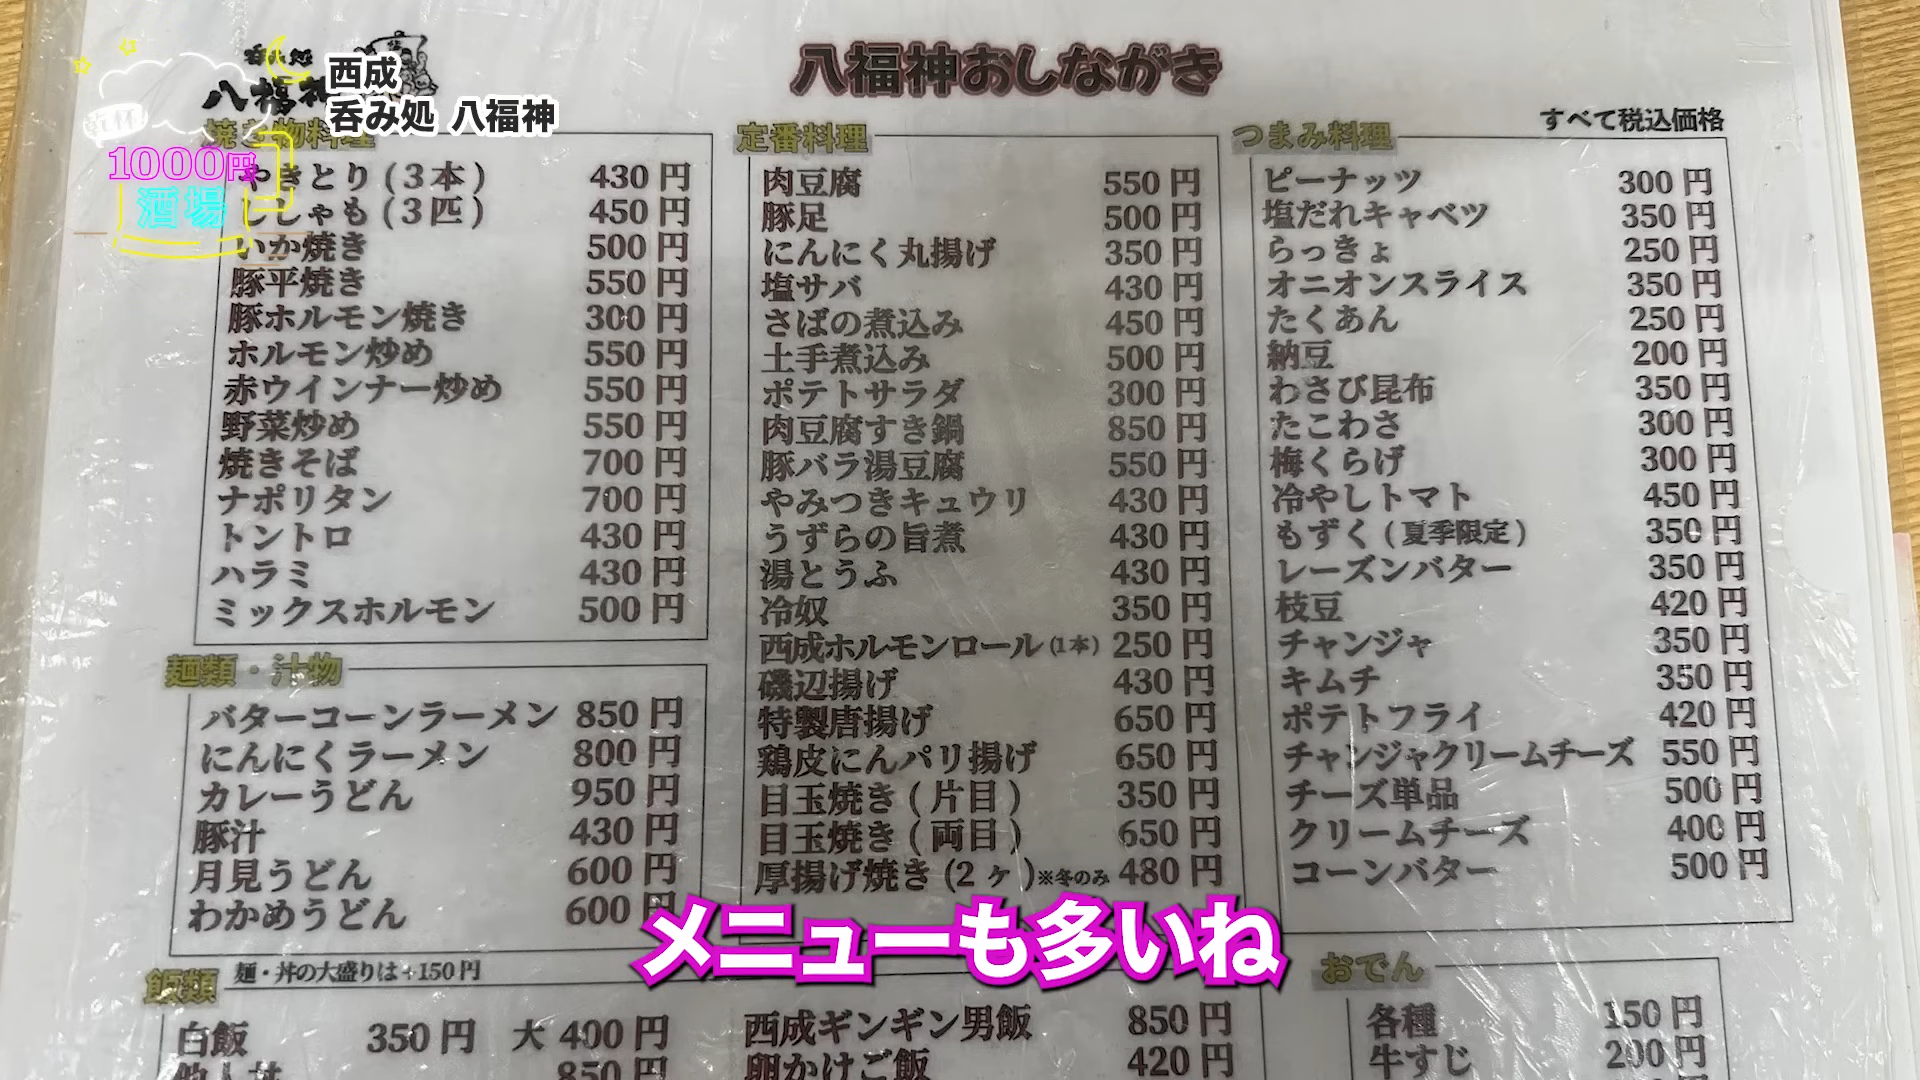 西成
呑み処 八福神
乾杯
1000円
酒場
八福神おしながき
すべて税込価格
焼き物料理
やきとり(3本) 430円
ししゃも(3匹) 450円
いか焼き 500円
豚平焼き 550円
豚ホルモン焼き 300円
ホルモン炒め 550円
赤ウインナー炒め 550円
野菜炒め 550円
焼きそば 700円
ナポリタン 700円
トントロ 430円
ハラミ 430円
ミックスホルモン 500円
麺類・汁物
バターコーンラーメン 850円
にんにくラーメン 800円
カレーうどん 950円
豚汁 430円
月見うどん 600円
わかめうどん 600円
定番料理
肉豆腐 550円
豚足 500円
にんにく丸揚げ 350円
塩サバ 430円
さばの煮込み 450円
土手煮込み 500円
ポテトサラダ 300円
肉豆腐すき鍋 850円
豚バラ湯豆腐 550円
やみつきキュウリ 430円
うずらの旨煮 430円
湯とうふ 430円
冷奴 350円
西成ホルモンロール(1本) 250円
磯辺揚げ 430円
特製唐揚げ 650円
鶏皮にんパリ揚げ 650円
目玉焼き(片目) 350円
目玉焼き(両目) 650円
厚揚げ焼き(2ヶ)※冬のみ 480円
つまみ料理
ピーナッツ 300円
塩だれキャベツ 350円
らっきょ 250円
オニオンスライス 350円
たくあん 250円
納豆 200円
わさび昆布 350円
たこわさ 300円
梅くらげ 300円
冷やしトマト 450円
もずく(夏季限定) 350円
レーズンバター 350円
枝豆 420円
チャンジャ 350円
キムチ 350円
ポテトフライ 420円
チャンジャクリームチーズ 550円
チーズ単品 500円
クリームチーズ 400円
コーンバター 500円
メニューも多いね
飯類 麺・丼の大盛りは+150円
白飯 350円 大 400円
他人丼 850円
西成ギンギン男飯 850円
卵かけご飯 420円
おでん
各種 150円
牛すじ 200円